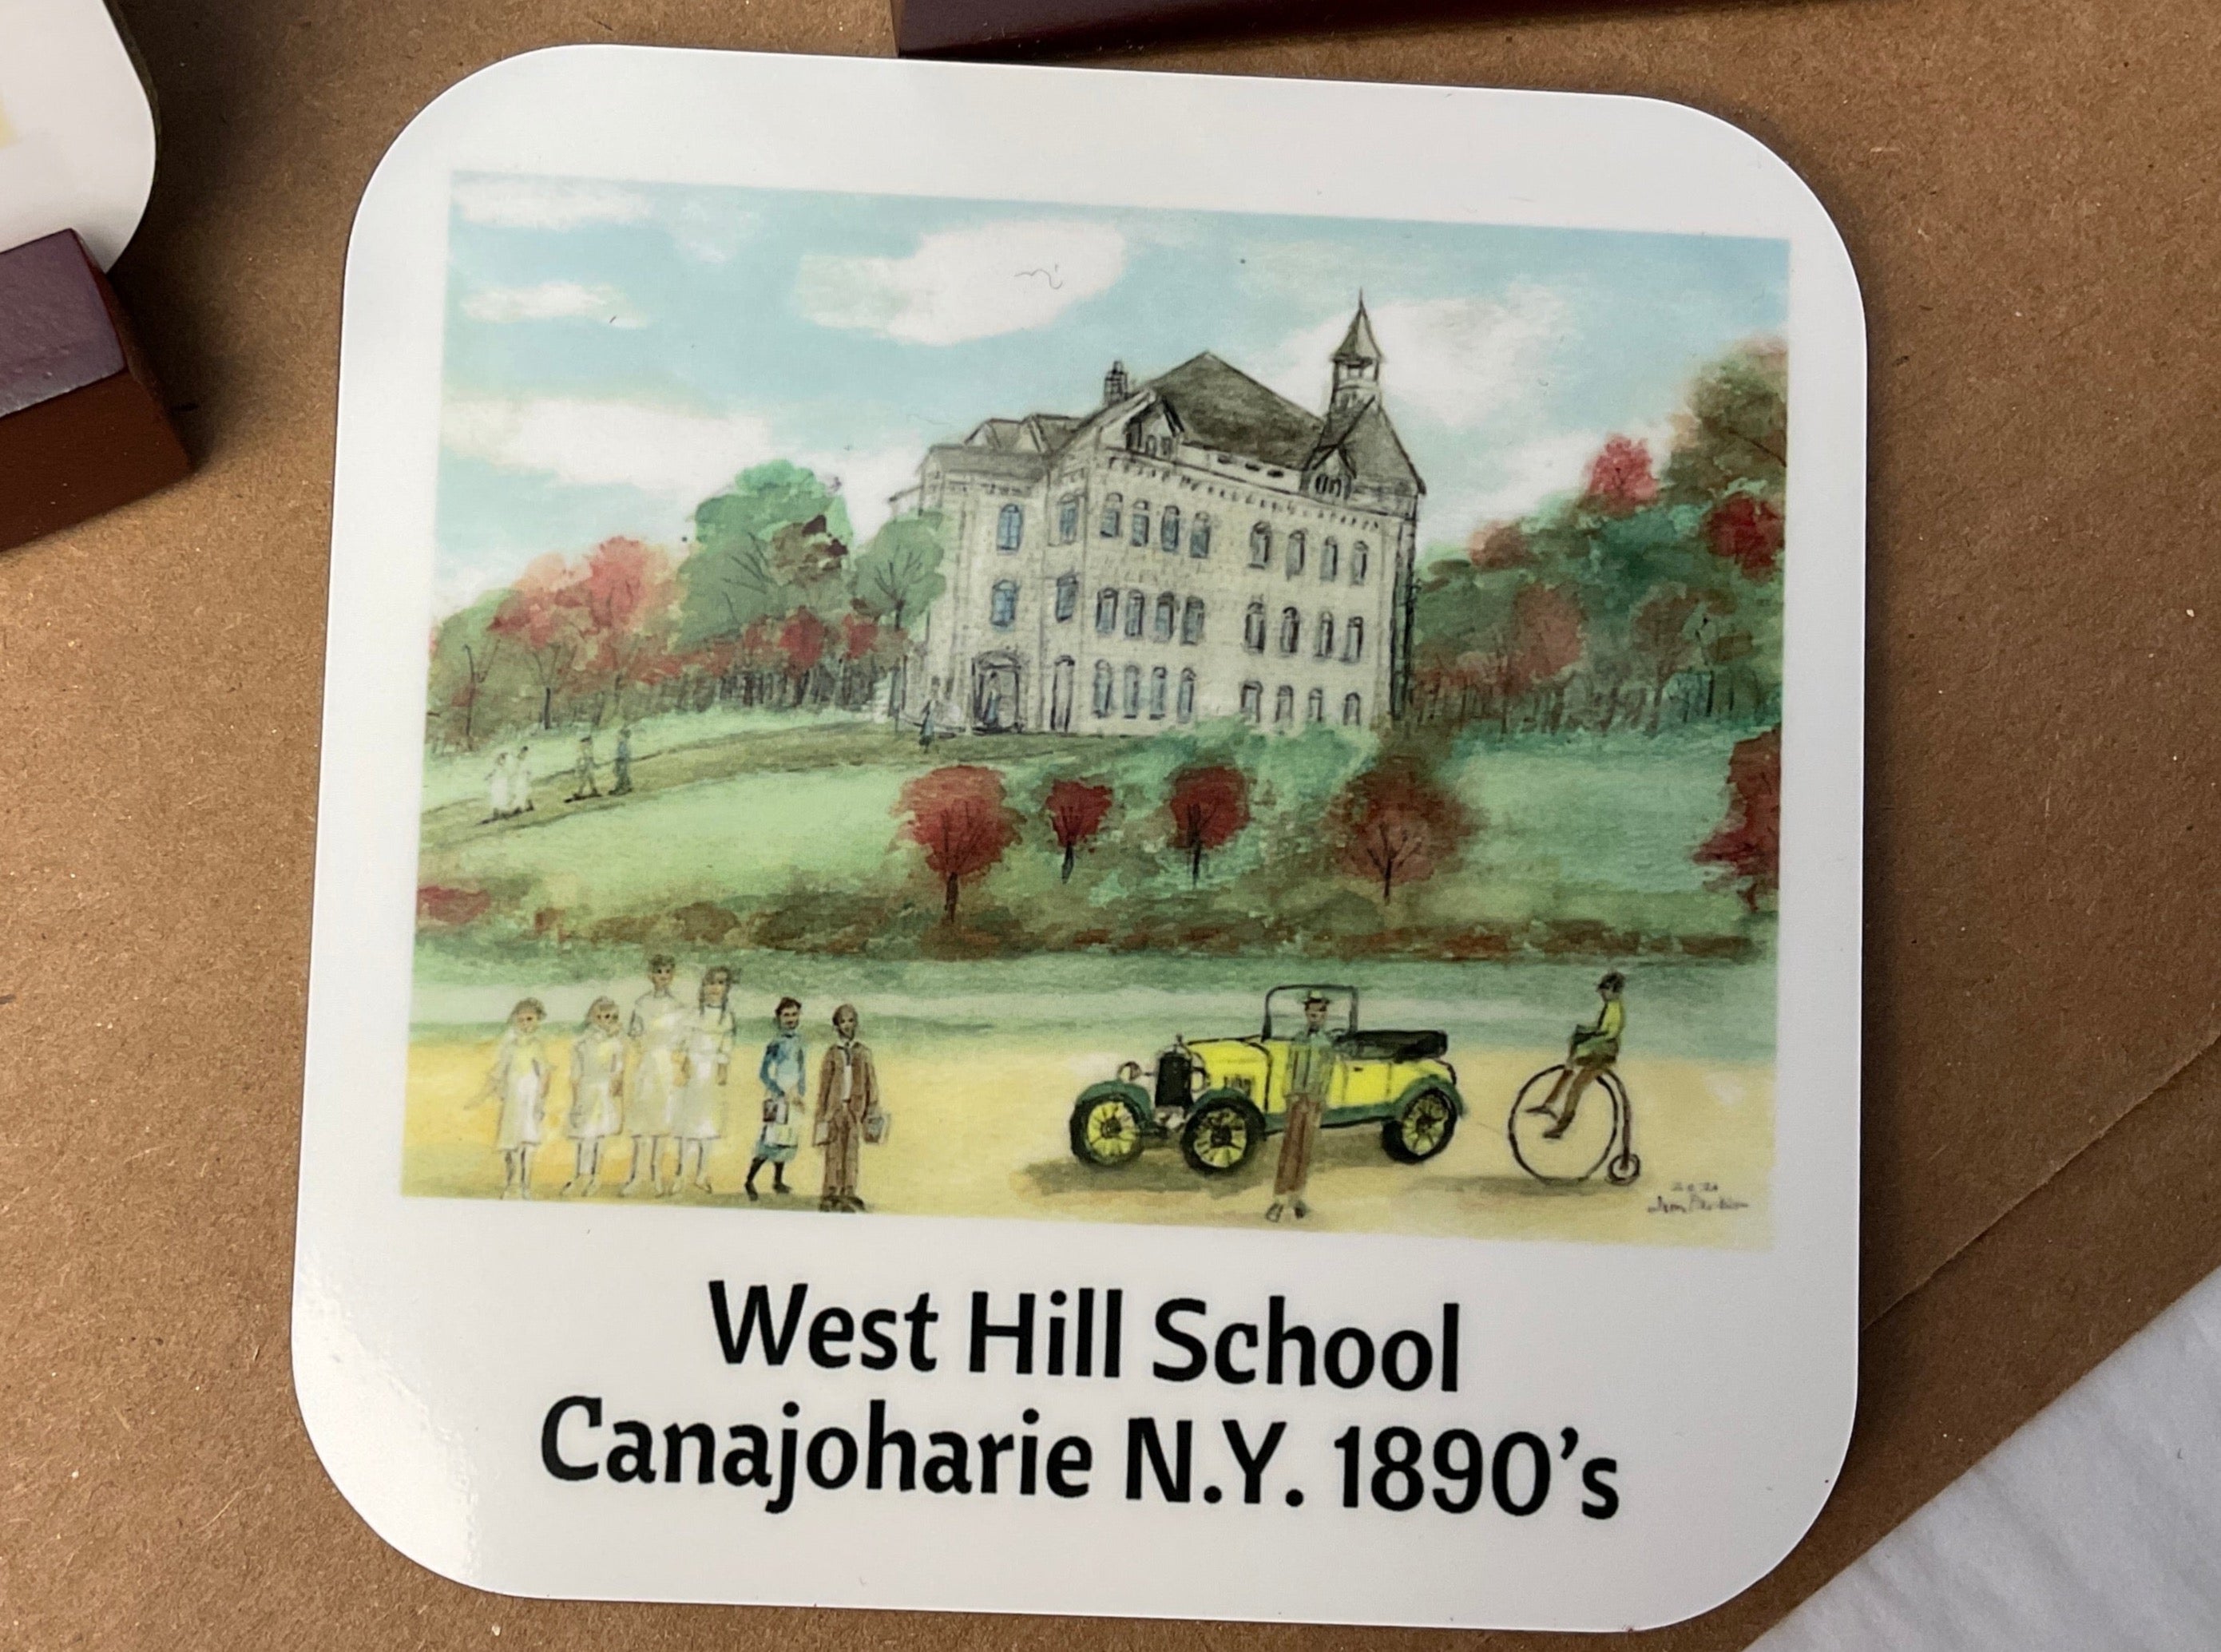 West Hill School
Canajoharie N.Y. 1890's